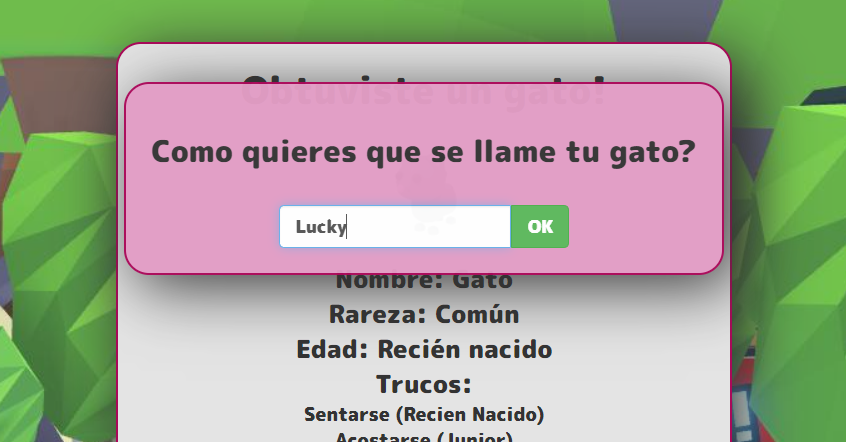 Obtuviste un gato!
Como quieres que se llame tu gato?
Lucky
OK
Nombre: Gato
Rareza: Común
Edad: Recién nacido
Trucos:
Sentarse (Recien Nacido)
Acostarse (Junior)